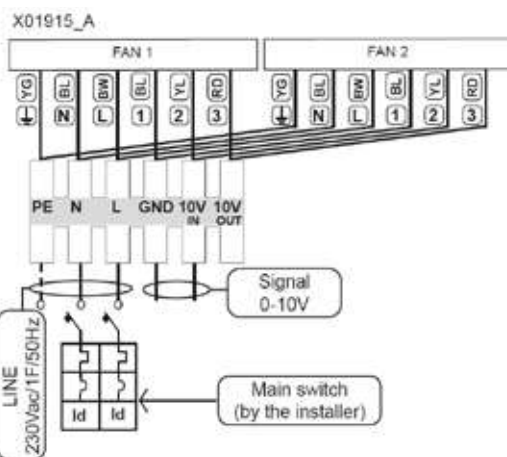 X01915_A
FAN 1 FAN 2
YG BL BW BL YL RD YG BL BW BL YL RD
N L 1 2 3 N L 1 2 3
PE N L GND 10V IN 10V OUT
Signal
0-10V
LINE
230Vac/1F/50Hz
Main switch
(by the installer)
Id Id